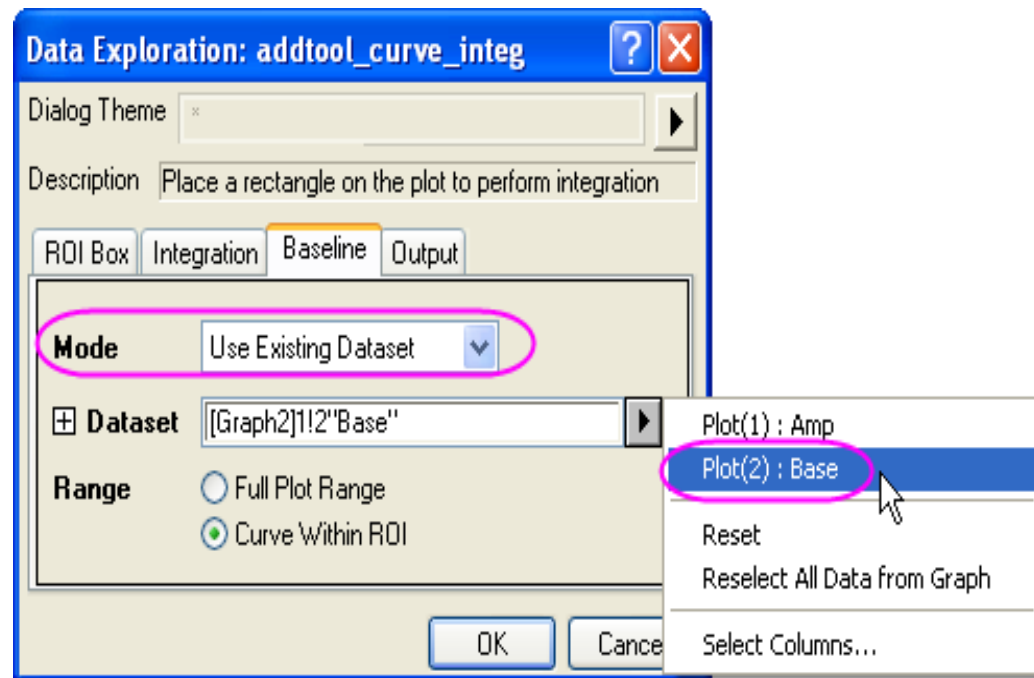 Data Exploration: addtool_curve_integ
Dialog Theme *
Description Place a rectangle on the plot to perform integration
ROI Box Integration Baseline Output
Mode Use Existing Dataset
Dataset [Graph2]1!2"Base"
Range Full Plot Range
Curve Within ROI
OK Cance
Plot(1) : Amp
Plot(2) : Base
Reset
Reselect All Data from Graph
Select Columns...